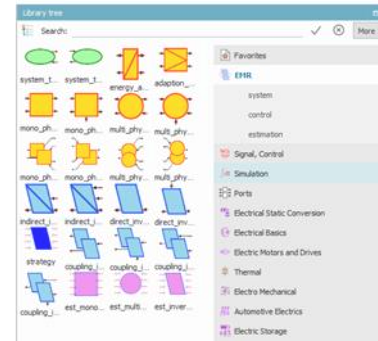 Library tree
Search:
More
system_t... system_t... energy_a... adaption_...
mono_ph... mono_ph... multi_phy... multi_phy...
mono_ph... mono_ph... multi_phy... multi_phy...
indirect_i... indirect_i... direct_inv... direct_inv...
strategy coupling_i... coupling_i... coupling_i...
coupling_i... est_mono... est_multi... est_inver...
Favorites
EMR
system
control
estimation
Signal, Control
Simulation
Ports
Electrical Static Conversion
Electrical Basics
Electric Motors and Drives
Thermal
Electro Mechanical
Automotive Electrics
Electric Storage